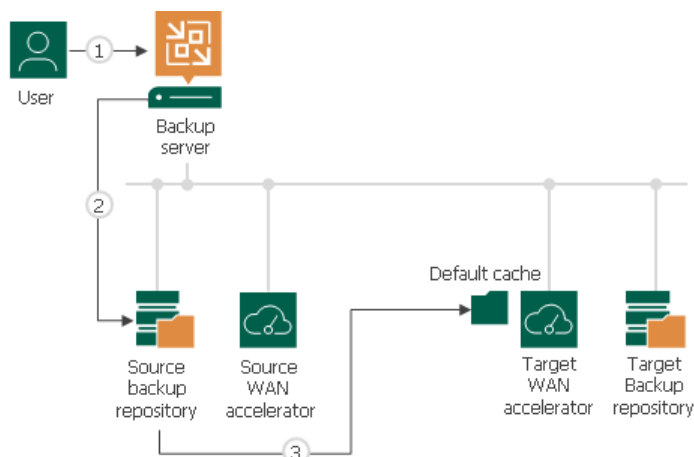 1
User
Backup
server
2
Default cache
Source
backup
repository
Source
WAN
accelerator
Target
WAN
accelerator
Target
Backup
repository
3